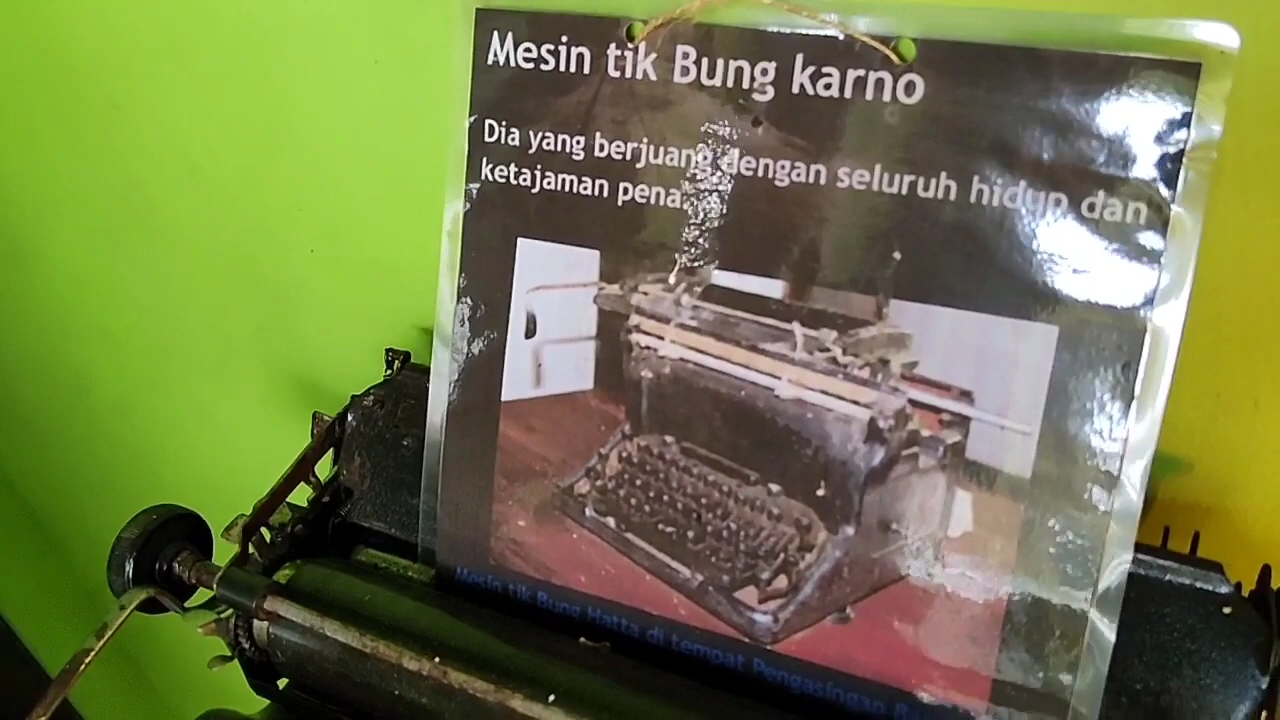 Mesin tik Bung karno
Dia yang berjuang dengan seluruh hidup dan
ketajaman pena
Mesin tik Bung Hatta di tempat Pengasingan